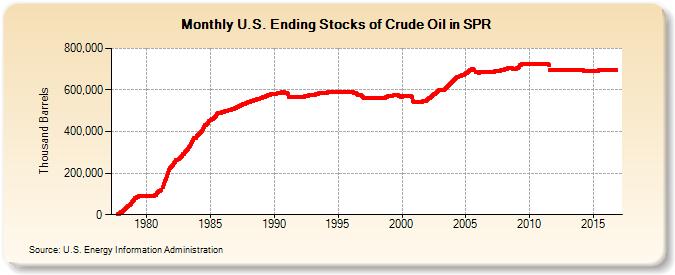 Monthly U.S. Ending Stocks of Crude Oil in SPR
Thousand Barrels
800,000
600,000
400,000
200,000
0
1980 1985 1990 1995 2000 2005 2010 2015
Source: U.S. Energy Information Administration